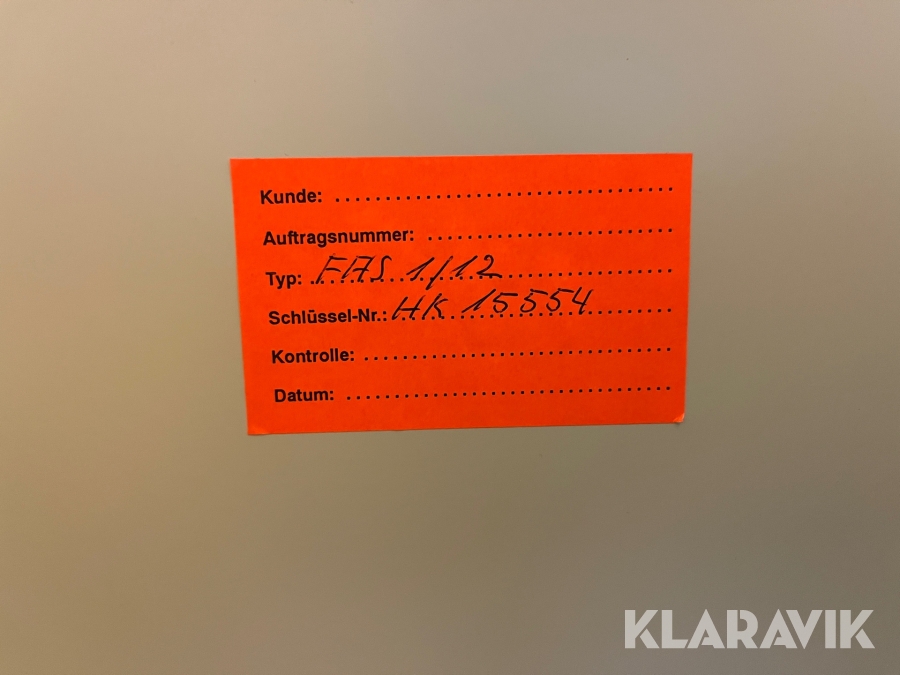 Kunde: ........................................
Auftragsnummer: ..............................
Typ: FAS 1/12
Schlüssel-Nr.: HK 15554
Kontrolle: ....................................
Datum: ........................................
KLARAVIK